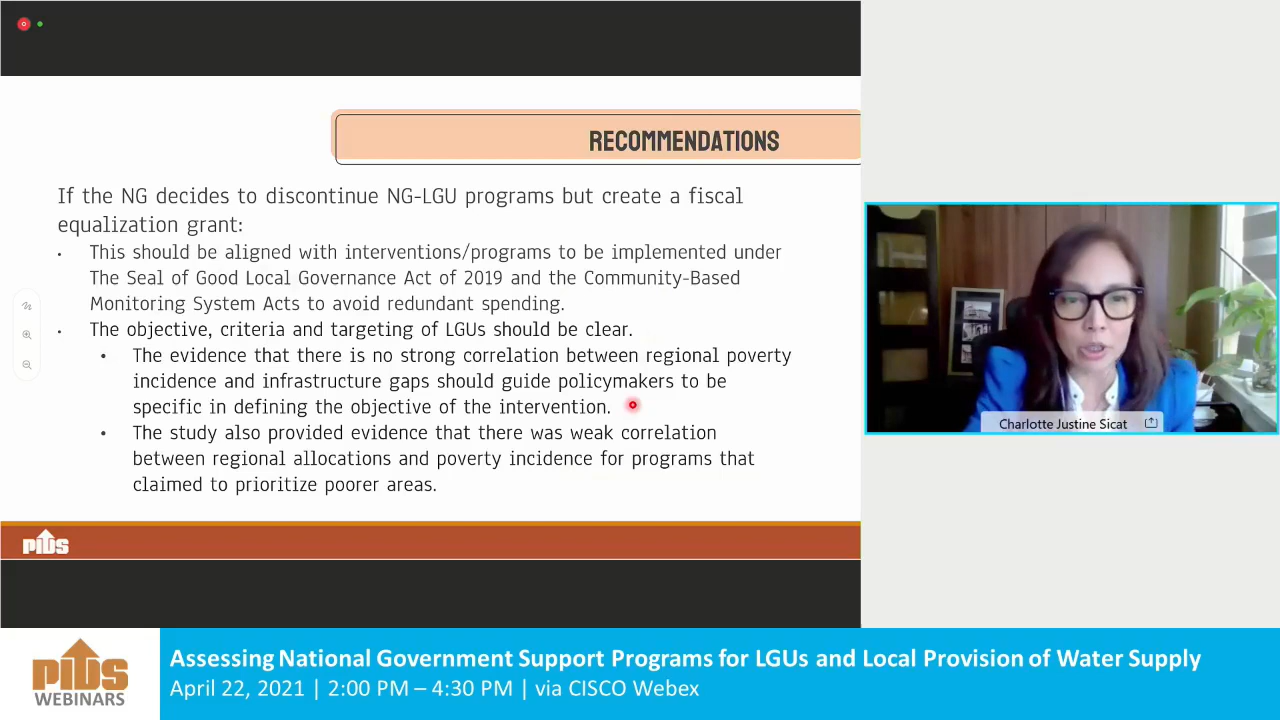 RECOMMENDATIONS
If the NG decides to discontinue NG-LGU programs but create a fiscal
equalization grant:
• This should be aligned with interventions/programs to be implemented under
The Seal of Good Local Governance Act of 2019 and the Community-Based
Monitoring System Acts to avoid redundant spending.
• The objective, criteria and targeting of LGUs should be clear.
• The evidence that there is no strong correlation between regional poverty
incidence and infrastructure gaps should guide policymakers to be
specific in defining the objective of the intervention.
• The study also provided evidence that there was weak correlation
between regional allocations and poverty incidence for programs that
claimed to prioritize poorer areas.
PIDS
Charlotte Justine Sicat
PIDS
WEBINARS
Assessing National Government Support Programs for LGUs and Local Provision of Water Supply
April 22, 2021 | 2:00 PM – 4:30 PM | via CISCO Webex